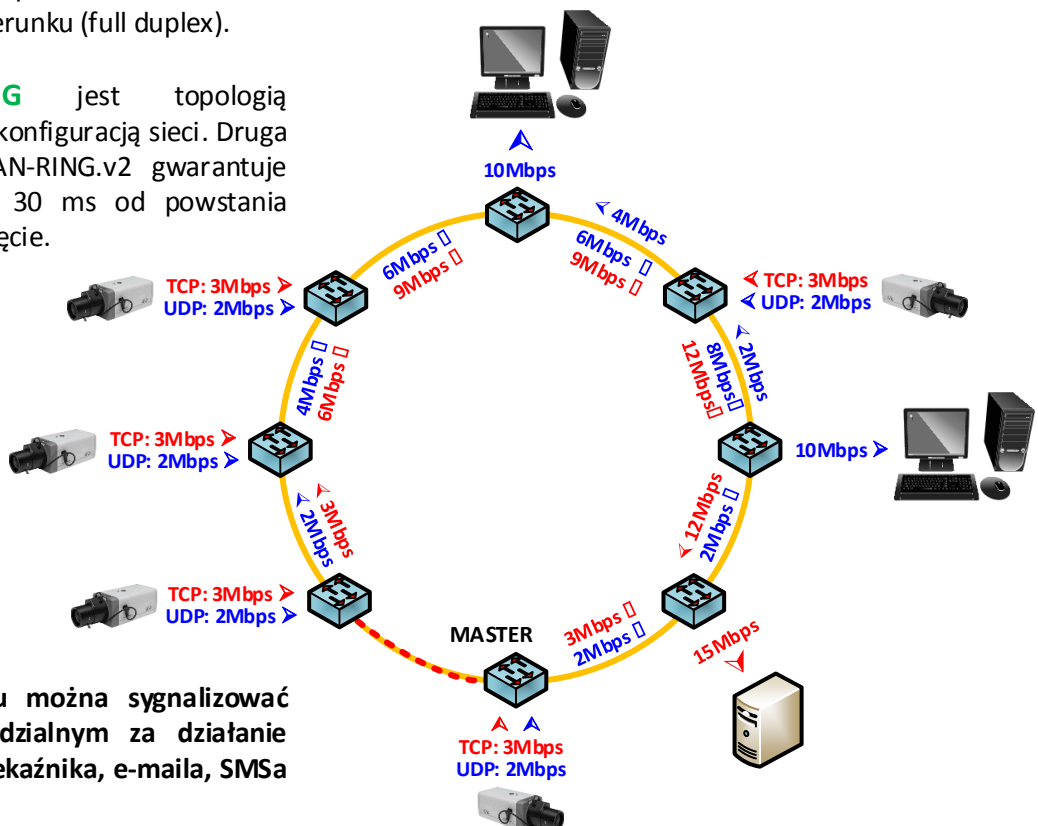 erunku (full duplex).
G jest topologią
konfiguracją sieci. Druga
AN-RING.v2 gwarantuje
30 ms od powstania
ęcie.
10Mbps
4Mbps
6Mbps
9Mbps
6Mbps
9Mbps
TCP: 3Mbps
UDP: 2Mbps
TCP: 3Mbps
UDP: 2Mbps
2Mbps
8Mbps
12Mbps
4Mbps
6Mbps
TCP: 3Mbps
UDP: 2Mbps
10Mbps
12Mbps
2Mbps
3Mbps
2Mbps
TCP: 3Mbps
UDP: 2Mbps
MASTER
3Mbps
2Mbps
15Mbps
u można sygnalizować
dzialnym za działanie
ekaźnika, e-maila, SMSa
TCP: 3Mbps
UDP: 2Mbps